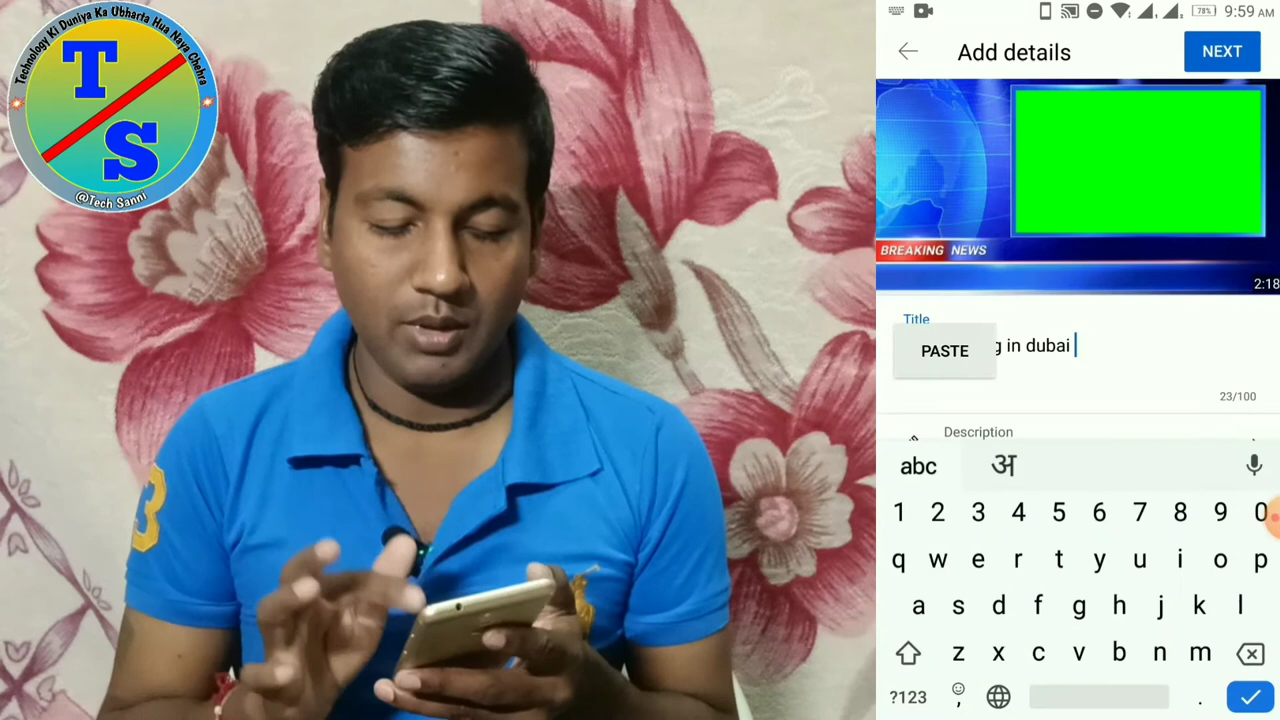 Technology Ki Duniya Ka Ubharta Hua Naya Chehra
T
S
@Tech Sanni
3
78%
9:59 AM
Add details
NEXT
BREAKING NEWS
2:18
Title
PASTE
g in dubai
23/100
Description
abc अ
1 2 3 4 5 6 7 8 9 0
q w e r t y u i o p
a s d f g h j k l
z x c v b n m
?123 , .